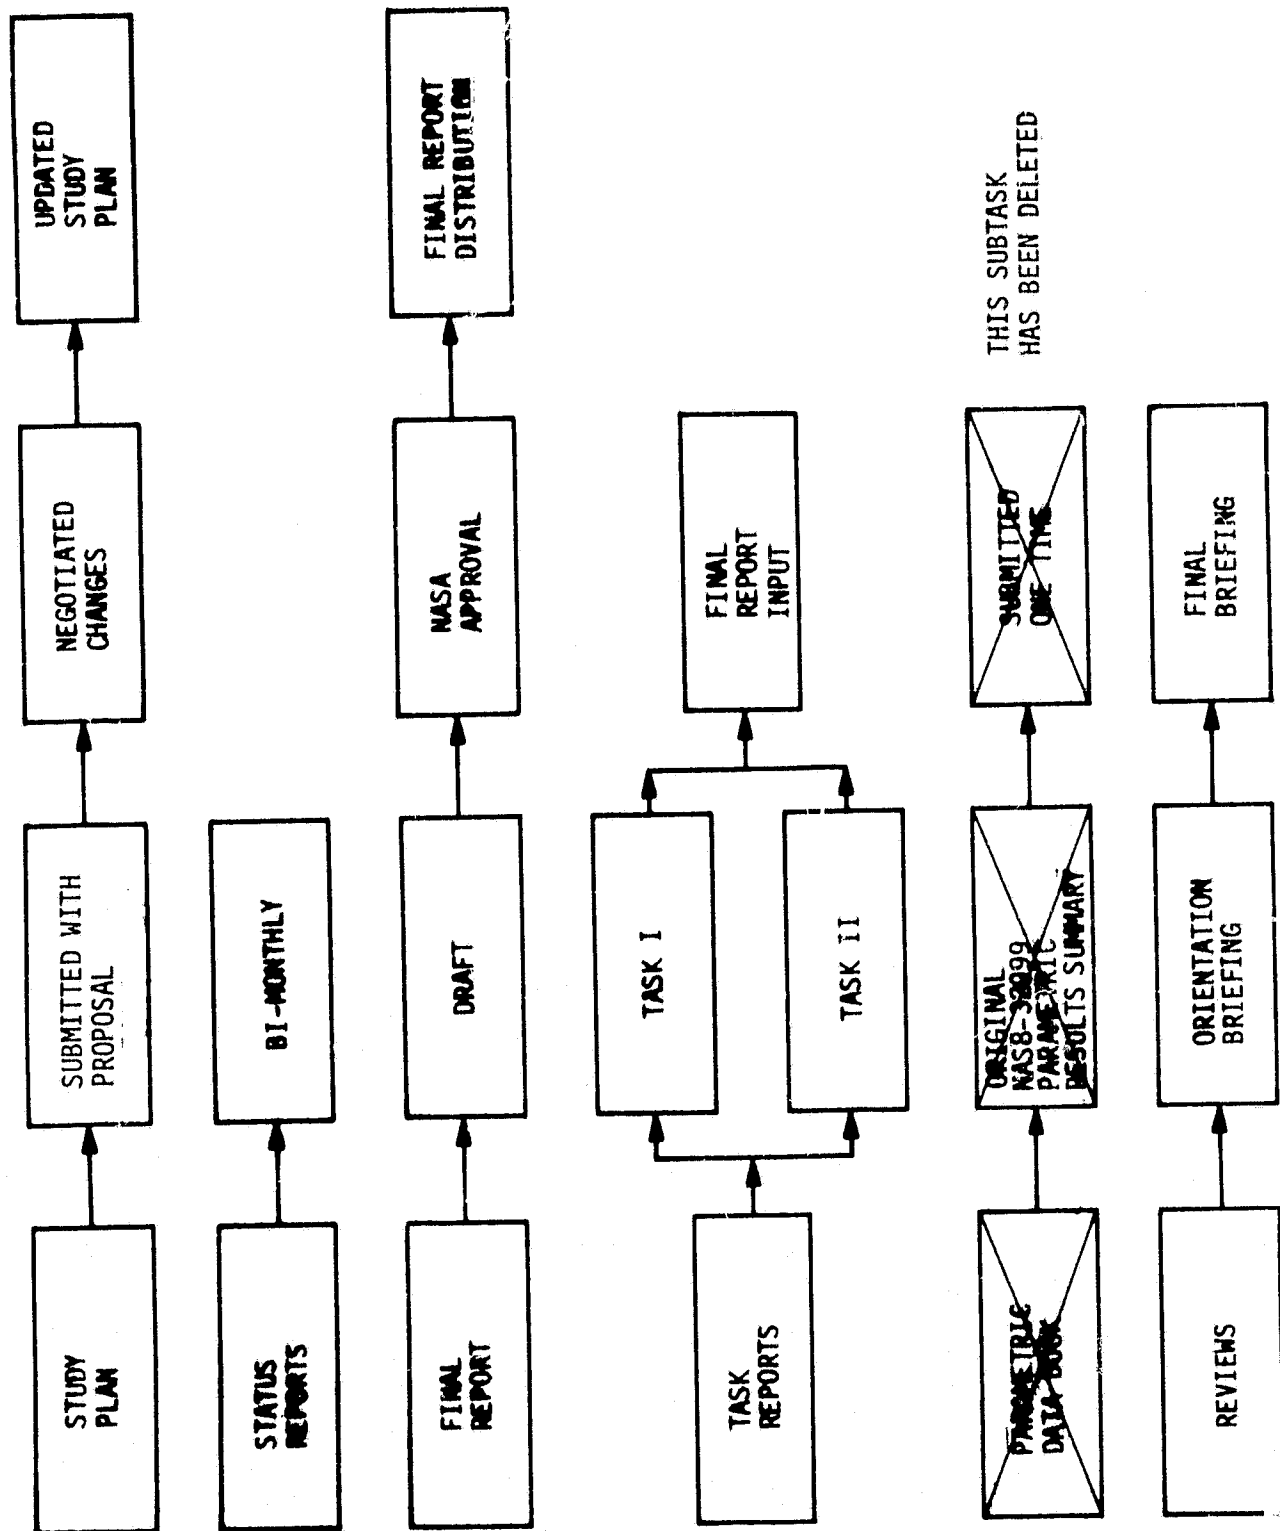 STUDY
PLAN
SUBMITTED WITH
PROPOSAL
NEGOTIATED
CHANGES
UPDATED
STUDY
PLAN
STATUS
REPORTS
BI-MONTHLY
FINAL
REPORT
DRAFT
NASA
APPROVAL
FINAL REPORT
DISTRIBUTION
TASK
REPORTS
TASK I
TASK II
FINAL
REPORT
INPUT
PARAMETRIC
DATA BOOK
ORIGINAL
PARAMETRIC
RESULTS SUMMARY
SUBMITTED
ONE TIME
THIS SUBTASK
HAS BEEN DELETED
REVIEWS
ORIENTATION
BRIEFING
FINAL
BRIEFING